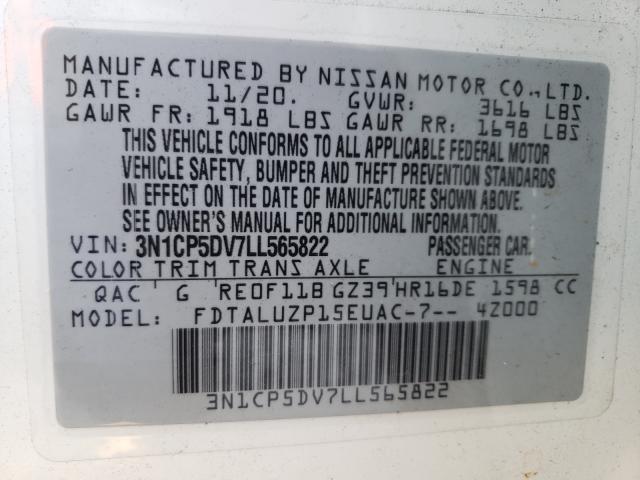 MANUFACTURED BY NISSAN MOTOR CO., LTD.
DATE: 11/20. GVWR: 3616 LBS
GAWR FR: 1918 LBS GAWR RR: 1698 LBS
THIS VEHICLE CONFORMS TO ALL APPLICABLE FEDERAL MOTOR
VEHICLE SAFETY, BUMPER AND THEFT PREVENTION STANDARDS
IN EFFECT ON THE DATE OF MANUFACTURE SHOWN ABOVE.
SEE OWNER'S MANUAL FOR ADDITIONAL INFORMATION.
VIN: 3N1CP5DV7LL565822 PASSENGER CAR.
COLOR TRIM TRANS AXLE ENGINE
QAC G RE0F11B GZ39 HR16DE 1598 CC
MODEL: FDTALUZP15EUAC-7-- 4Z000
3N1CP5DV7LL565822